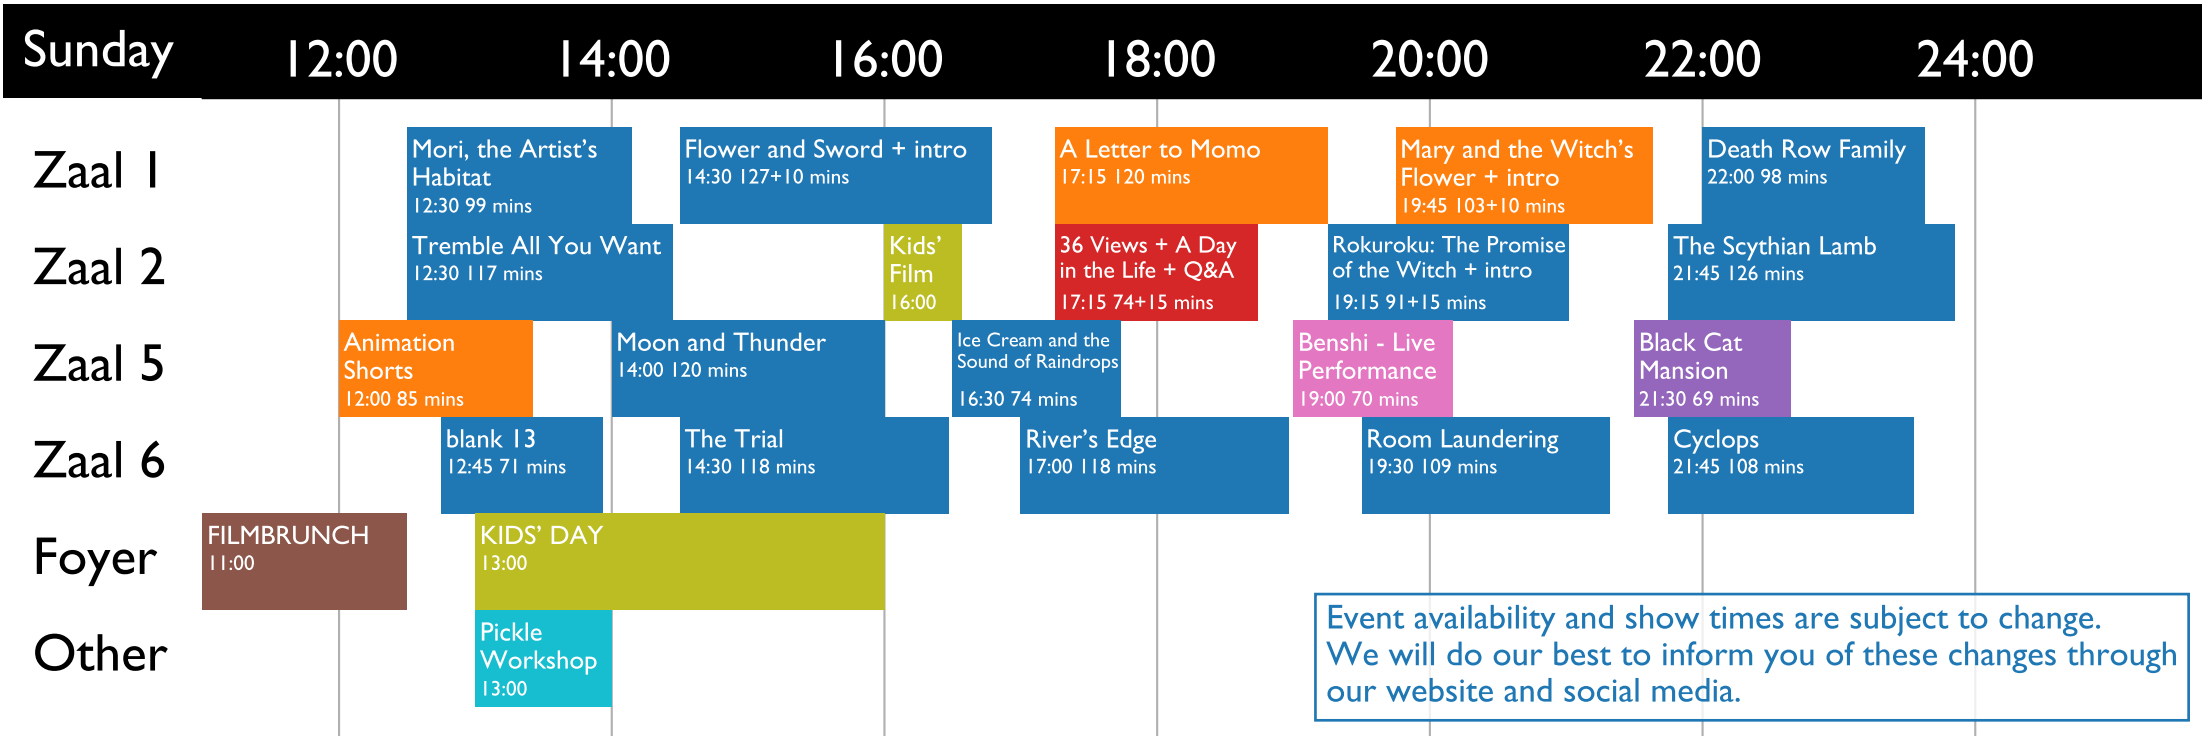 Sunday 12:00 14:00 16:00 18:00 20:00 22:00 24:00
Zaal 1
Mori, the Artist's
Habitat
12:30 99 mins
Flower and Sword + intro
14:30 127+10 mins
A Letter to Momo
17:15 120 mins
Mary and the Witch's
Flower + intro
19:45 103+10 mins
Death Row Family
22:00 98 mins
Zaal 2
Tremble All You Want
12:30 117 mins
Kids'
Film
16:00
36 Views + A Day
in the Life + Q&A
17:15 74+15 mins
Rokuroku: The Promise
of the Witch + intro
19:15 91+15 mins
The Scythian Lamb
21:45 126 mins
Zaal 5
Animation
Shorts
12:00 85 mins
Moon and Thunder
14:00 120 mins
Ice Cream and the
Sound of Raindrops
16:30 74 mins
Benshi - Live
Performance
19:00 70 mins
Black Cat
Mansion
21:30 69 mins
Zaal 6
blank 13
12:45 71 mins
The Trial
14:30 118 mins
River's Edge
17:00 118 mins
Room Laundering
19:30 109 mins
Cyclops
21:45 108 mins
Foyer
FILMBRUNCH
11:00
KIDS' DAY
13:00
Other
Pickle
Workshop
13:00
Event availability and show times are subject to change.
We will do our best to inform you of these changes through
our website and social media.